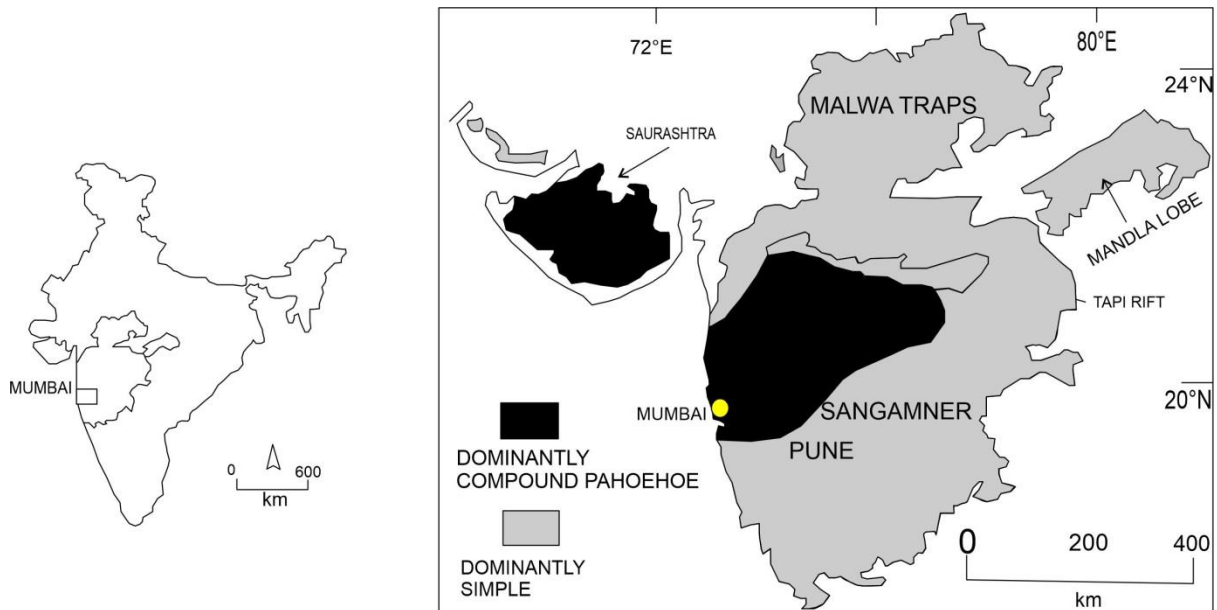 MUMBAI
0
600
km
72°E
80°E
24°N
MALWA TRAPS
SAURASHTRA
MANDLA LOBE
TAPI RIFT
20°N
MUMBAI
SANGAMNER
PUNE
DOMINANTLY
COMPOUND PAHOEHOE
DOMINANTLY
SIMPLE
0 200 400
km